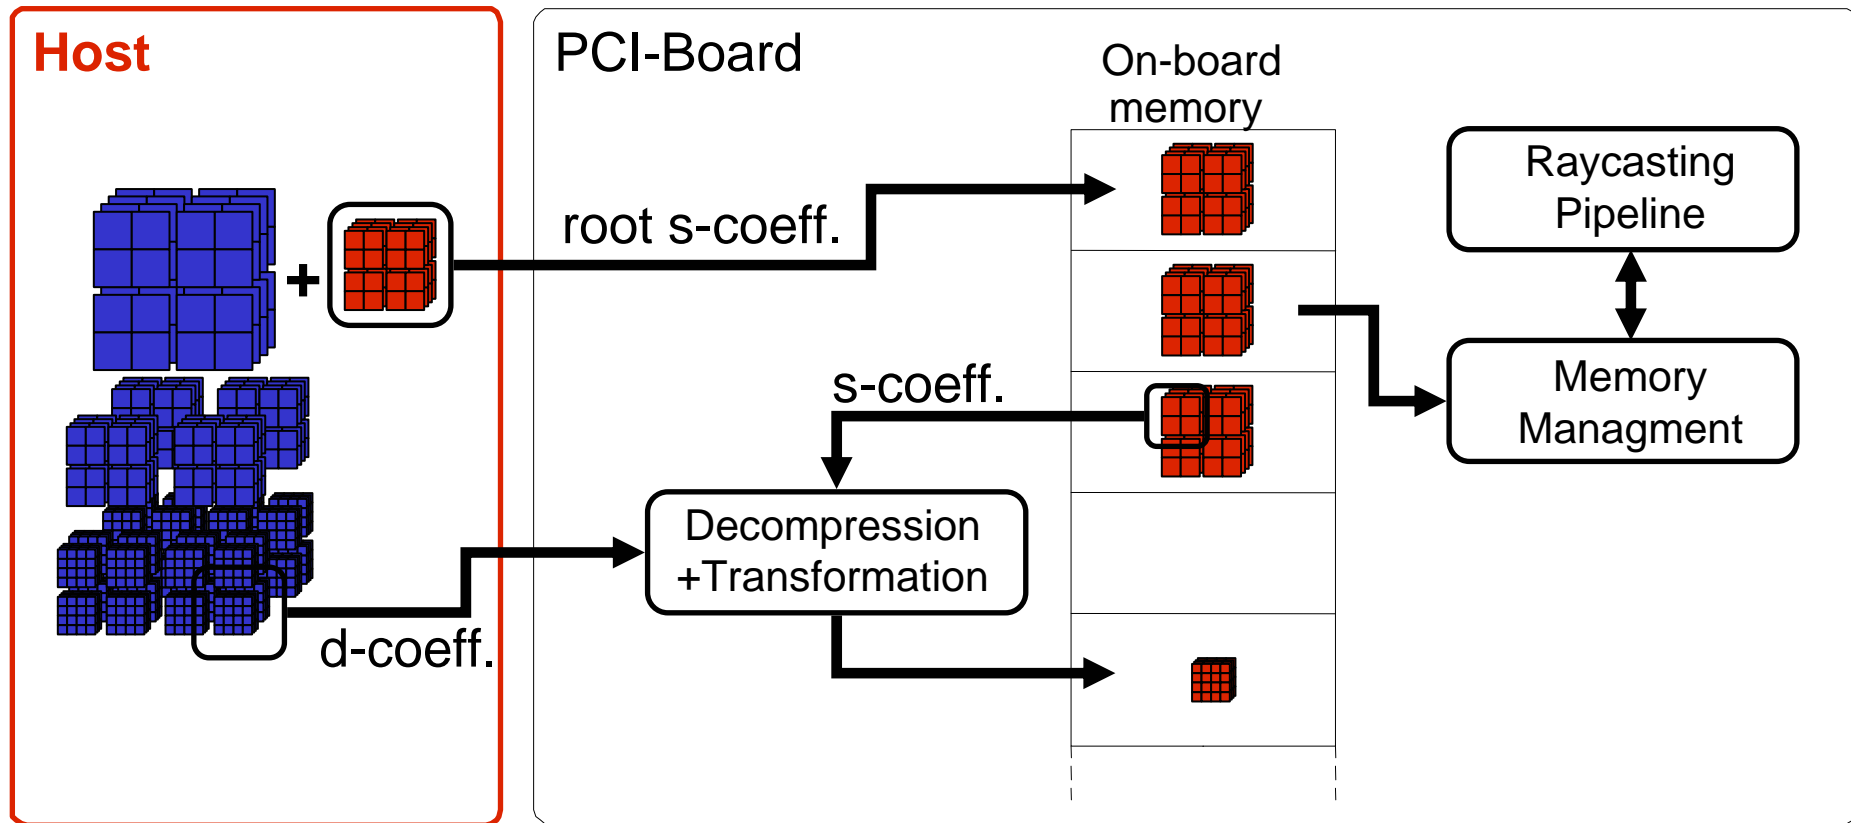 Host
PCI-Board
On-board
memory
Raycasting
Pipeline
root s-coeff.
+
s-coeff.
Memory
Managment
Decompression
+Transformation
d-coeff.